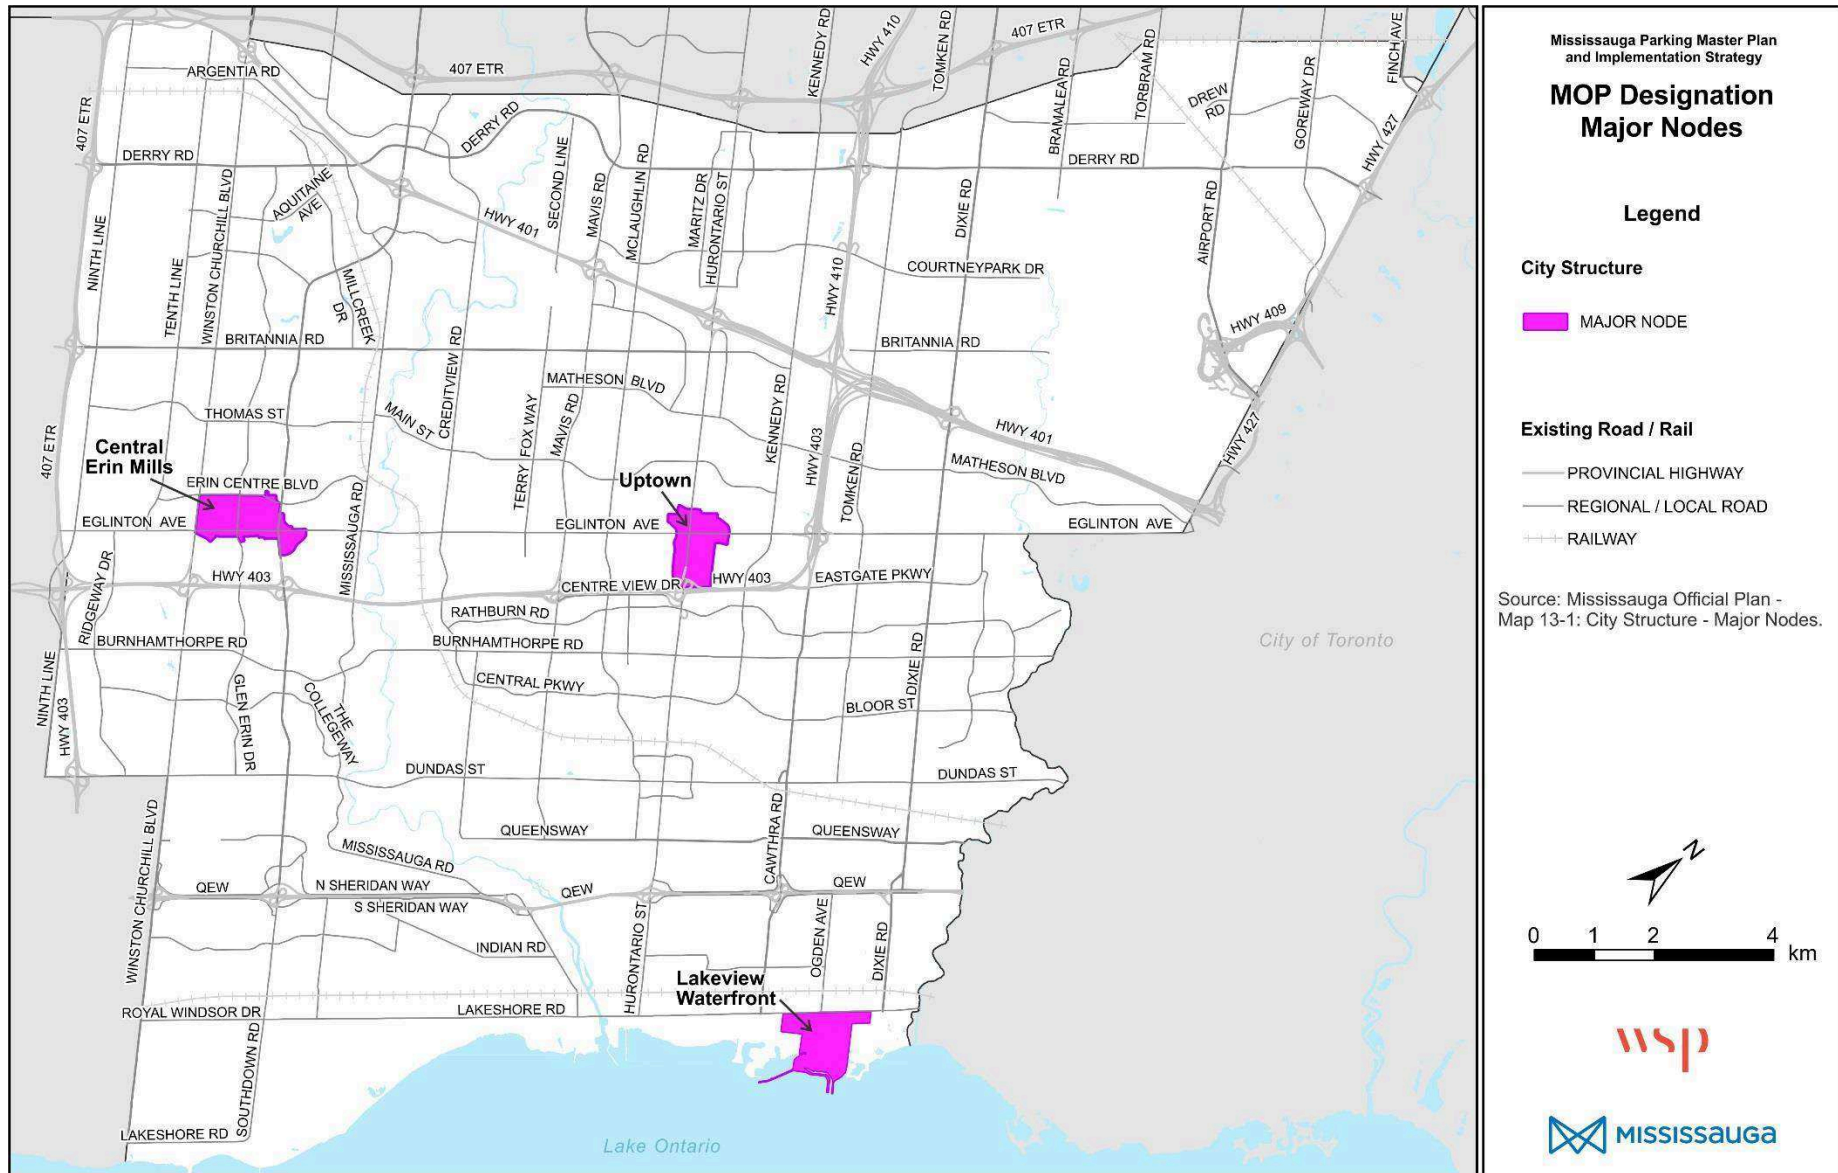 407 ETR
HWY 410
407 ETR
KENNEDY RD
TOMKEN RD
FINCH AVE
ARGENTIA RD
407 ETR
DERRY RD
BRAMALEA RD
TORBRAM RD
DREW RD
GOREWAY DR
HWY 427
DERRY RD
WINSTON CHURCHILL BLVD
AQUITAINE AVE
SECOND LINE
MAVIS RD
MCLAUGHLIN RD
MARITZ DR
HURONTARIO ST
DERRY RD
HWY 401
DIXIE RD
AIRPORT RD
NINTH LINE
TENTH LINE
MILLCREEK DR
COURTNEYPARK DR
HWY 410
HWY 409
BRITANNIA RD
CREDITVIEW RD
BRITANNIA RD
MATHESON BLVD
KENNEDY RD
THOMAS ST
MAIN ST
TERRY FOX WAY
MAVIS RD
HWY 403
HWY 401
HWY 427
407 ETR
Central
Erin Mills
ERIN CENTRE BLVD
Uptown
TOMKEN RD
MATHESON BLVD
EGLINTON AVE
MISSISSAUGA RD
EGLINTON AVE
EGLINTON AVE
RIDGEWAY DR
HWY 403
CENTRE VIEW DR
HWY 403
EASTGATE PKWY
RATHBURN RD
BURNHAMTHORPE RD
BURNHAMTHORPE RD
City of Toronto
NINTH LINE
HWY 403
GLEN ERIN DR
THE COLLEGEWAY
CENTRAL PKWY
DIXIE RD
BLOOR ST
DUNDAS ST
DUNDAS ST
WINSTON CHURCHILL BLVD
QUEENSWAY
CAWTHRA RD
QUEENSWAY
MISSISSAUGA RD
QEW
N SHERIDAN WAY
QEW
QEW
S SHERIDAN WAY
INDIAN RD
HURONTARIO ST
OGDEN AVE
DIXIE RD
Lakeview
Waterfront
ROYAL WINDSOR DR
LAKESHORE RD
SOUTHDOWN RD
LAKESHORE RD
Lake Ontario
Mississauga Parking Master Plan
and Implementation Strategy
MOP Designation
Major Nodes
Legend
City Structure
MAJOR NODE
Existing Road / Rail
PROVINCIAL HIGHWAY
REGIONAL / LOCAL ROAD
RAILWAY
Source: Mississauga Official Plan -
Map 13-1: City Structure - Major Nodes.
N
0 1 2 4 km
wsp
MISSISSAUGA